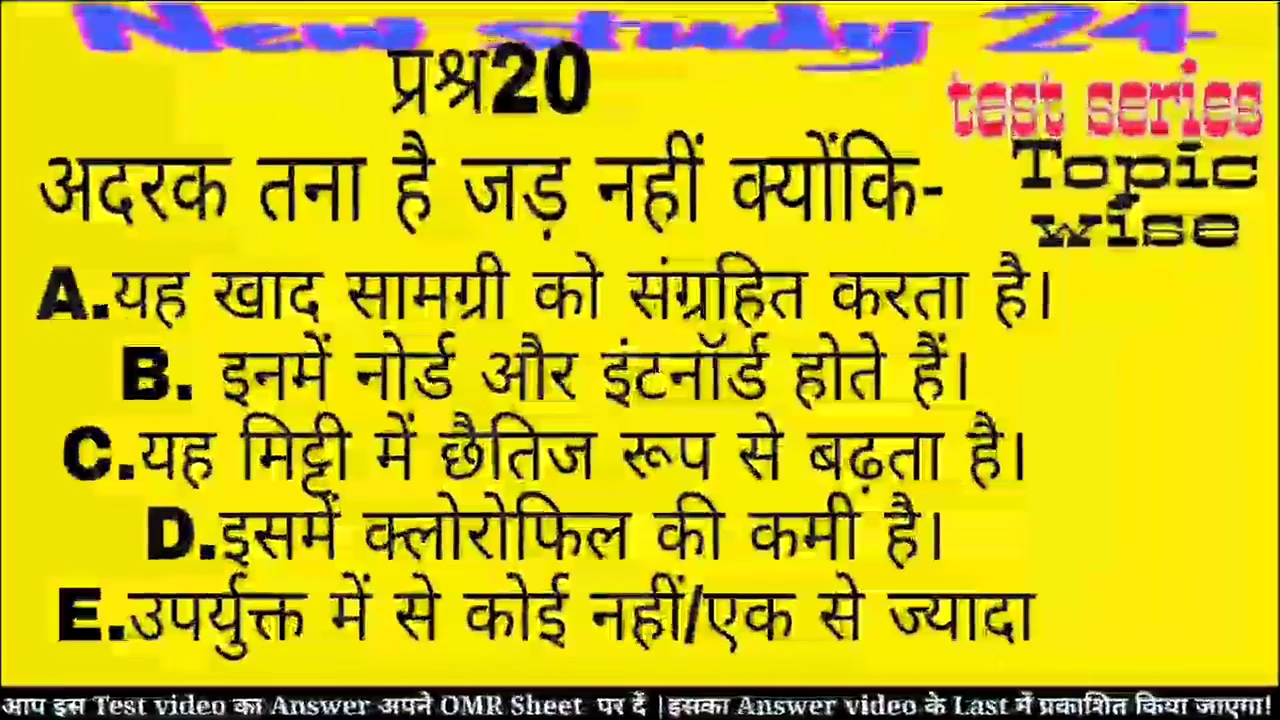 New study 24
प्रश्न20
test series
Topic
wise
अदरक तना है जड़ नहीं क्योंकि-
A.यह खाद सामग्री को संग्रहित करता है।
B. इनमें नोर्ड और इंटनॉर्ड होते हैं।
C.यह मिट्टी में छैतिज रूप से बढ़ता है।
D.इसमें क्लोरोफिल की कमी है।
E.उपर्युक्त में से कोई नहीं/एक से ज्यादा
आप इस Test video का Answer अपने OMR Sheet पर दें |इसका Answer video के Last में प्रकाशित किया जाएगा!